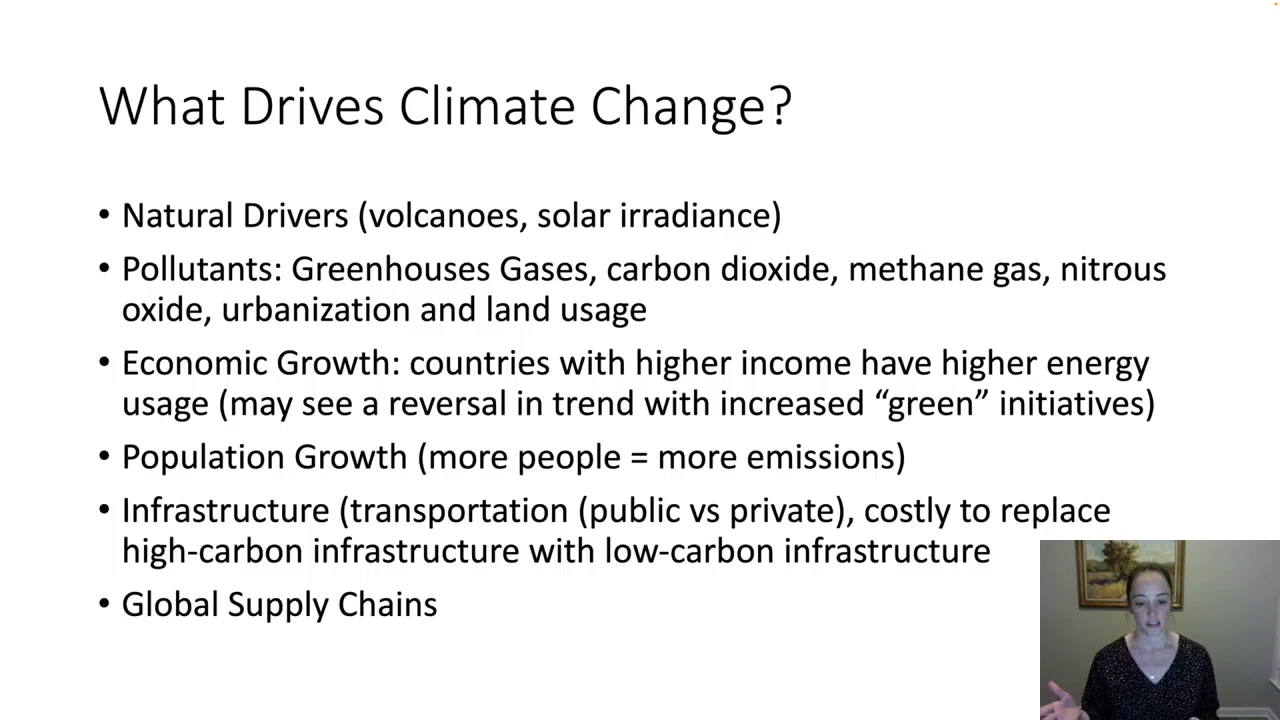 What Drives Climate Change?
• Natural Drivers (volcanoes, solar irradiance)
• Pollutants: Greenhouses Gases, carbon dioxide, methane gas, nitrous
oxide, urbanization and land usage
• Economic Growth: countries with higher income have higher energy
usage (may see a reversal in trend with increased “green” initiatives)
• Population Growth (more people = more emissions)
• Infrastructure (transportation (public vs private), costly to replace
high-carbon infrastructure with low-carbon infrastructure
• Global Supply Chains